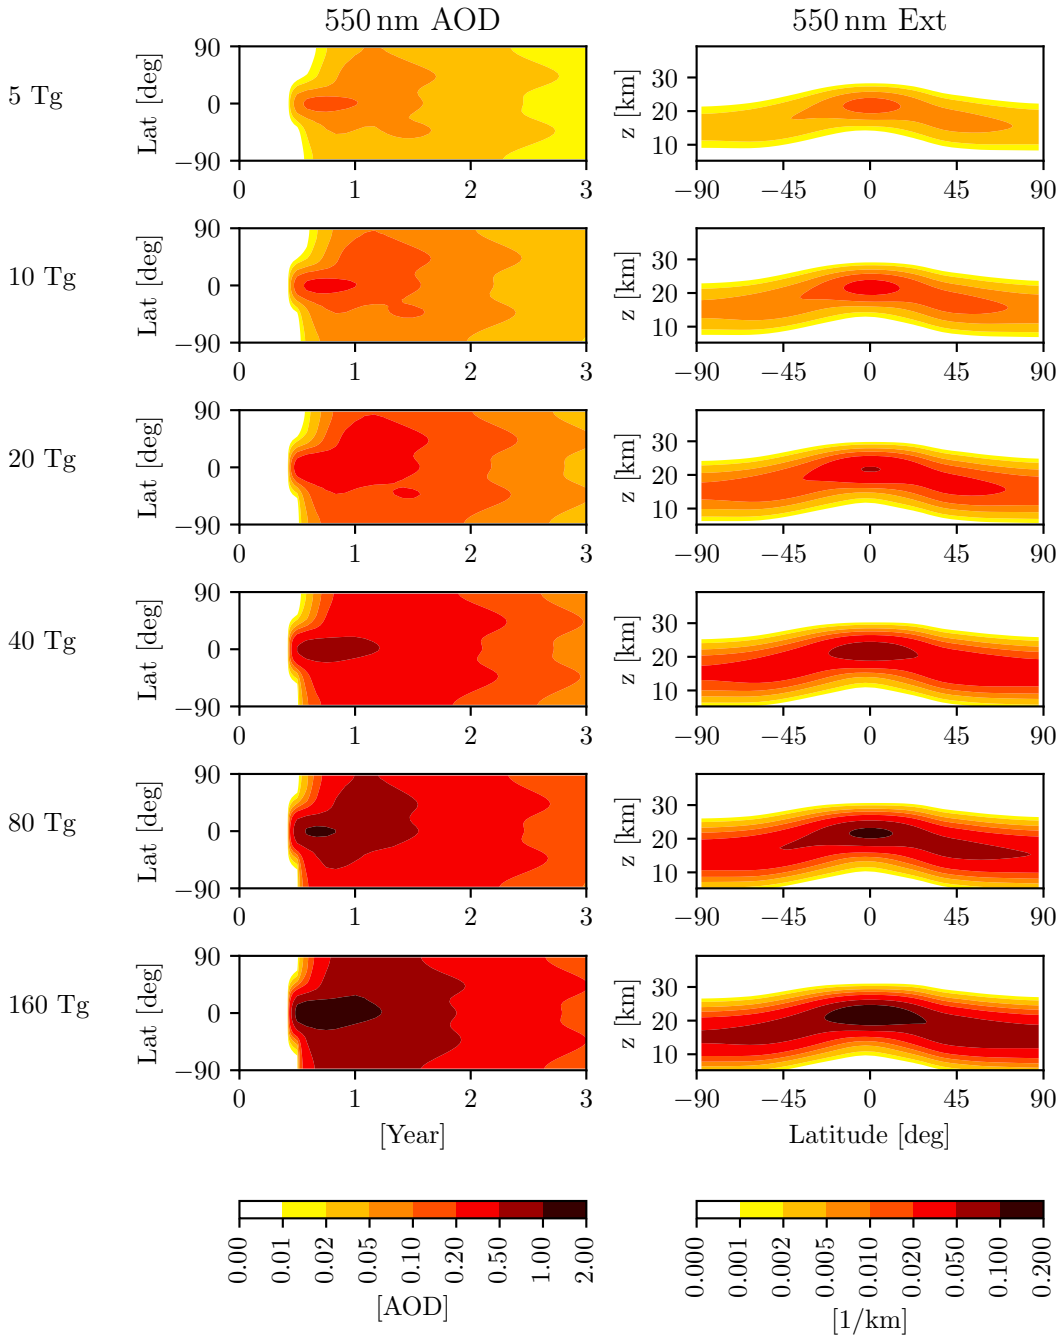 550 nm AOD 550 nm Ext
5 Tg
Lat [deg]
90
0
−90
0 1 2 3
z [km]
30
20
10
−90 −45 0 45 90
10 Tg
Lat [deg]
90
0
−90
0 1 2 3
z [km]
30
20
10
−90 −45 0 45 90
20 Tg
Lat [deg]
90
0
−90
0 1 2 3
z [km]
30
20
10
−90 −45 0 45 90
40 Tg
Lat [deg]
90
0
−90
0 1 2 3
z [km]
30
20
10
−90 −45 0 45 90
80 Tg
Lat [deg]
90
0
−90
0 1 2 3
z [km]
30
20
10
−90 −45 0 45 90
160 Tg
Lat [deg]
90
0
−90
0 1 2 3
[Year]
z [km]
30
20
10
−90 −45 0 45 90
Latitude [deg]
0.00 0.01 0.02 0.05 0.10 0.20 0.50 1.00 2.00
[AOD]
0.000 0.001 0.002 0.005 0.010 0.020 0.050 0.100 0.200
[1/km]